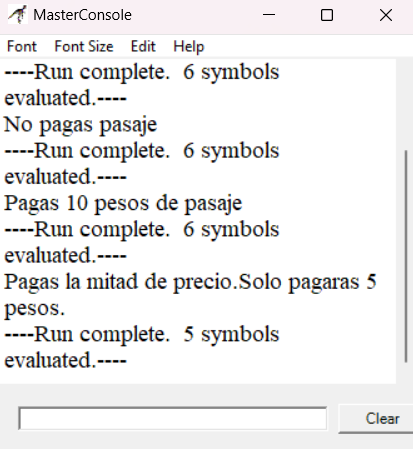 MasterConsole
Font Font Size Edit Help
----Run complete.  6 symbols
evaluated.----
No pagas pasaje
----Run complete.  6 symbols
evaluated.----
Pagas 10 pesos de pasaje
----Run complete.  6 symbols
evaluated.----
Pagas la mitad de precio.Solo pagaras 5
pesos.
----Run complete.  5 symbols
evaluated.----
Clear